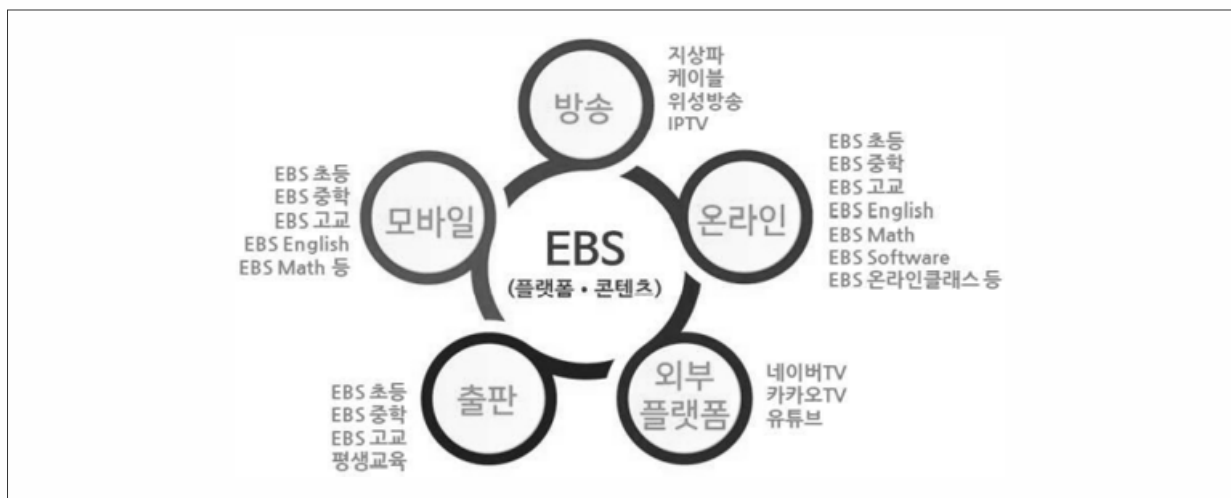 방송
지상파
케이블
위성방송
IPTV
모바일
EBS 초등
EBS 중학
EBS 고교
EBS English
EBS Math 등
온라인
EBS 초등
EBS 중학
EBS 고교
EBS English
EBS Math
EBS Software
EBS 온라인클래스 등
EBS
(플랫폼·콘텐츠)
출판
EBS 초등
EBS 중학
EBS 고교
평생교육
외부
플랫폼
네이버TV
카카오TV
유튜브